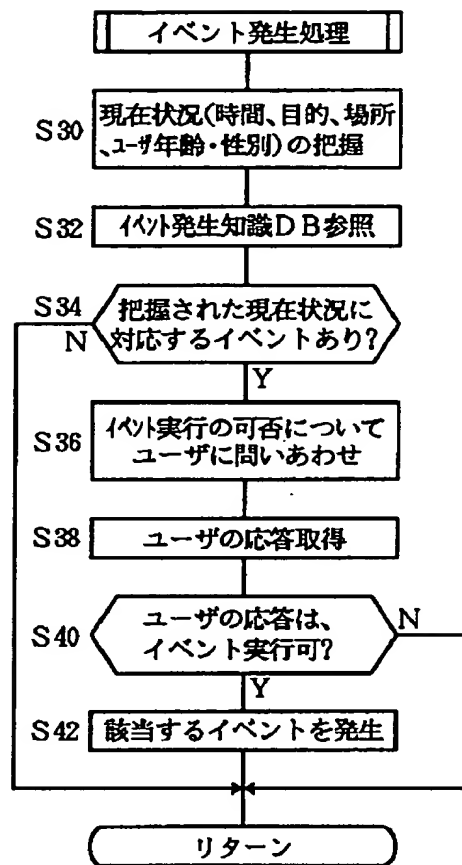 イベント発生処理
S30
現在状況(時間、目的、場所
、ユーザ年齢・性別)の把握
S32
イベント発生知識DB参照
S34
把握された現在状況に
対応するイベントあり?
N
Y
S36
イベント実行の可否について
ユーザに問いあわせ
S38
ユーザの応答取得
S40
ユーザの応答は、
イベント実行可?
N
Y
S42
該当するイベントを発生
リターン